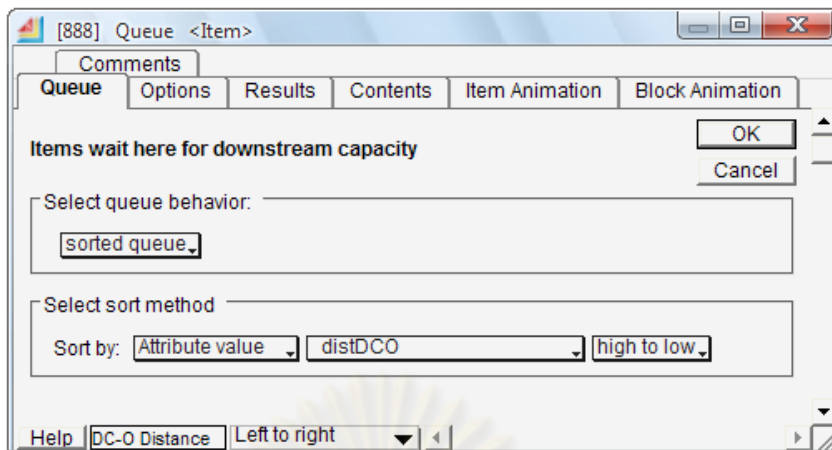 [888] Queue <Item>
Comments
Queue Options Results Contents Item Animation Block Animation
Items wait here for downstream capacity
OK
Cancel
Select queue behavior:
sorted queue
Select sort method
Sort by: Attribute value distDCO high to low
Help DC-O Distance Left to right